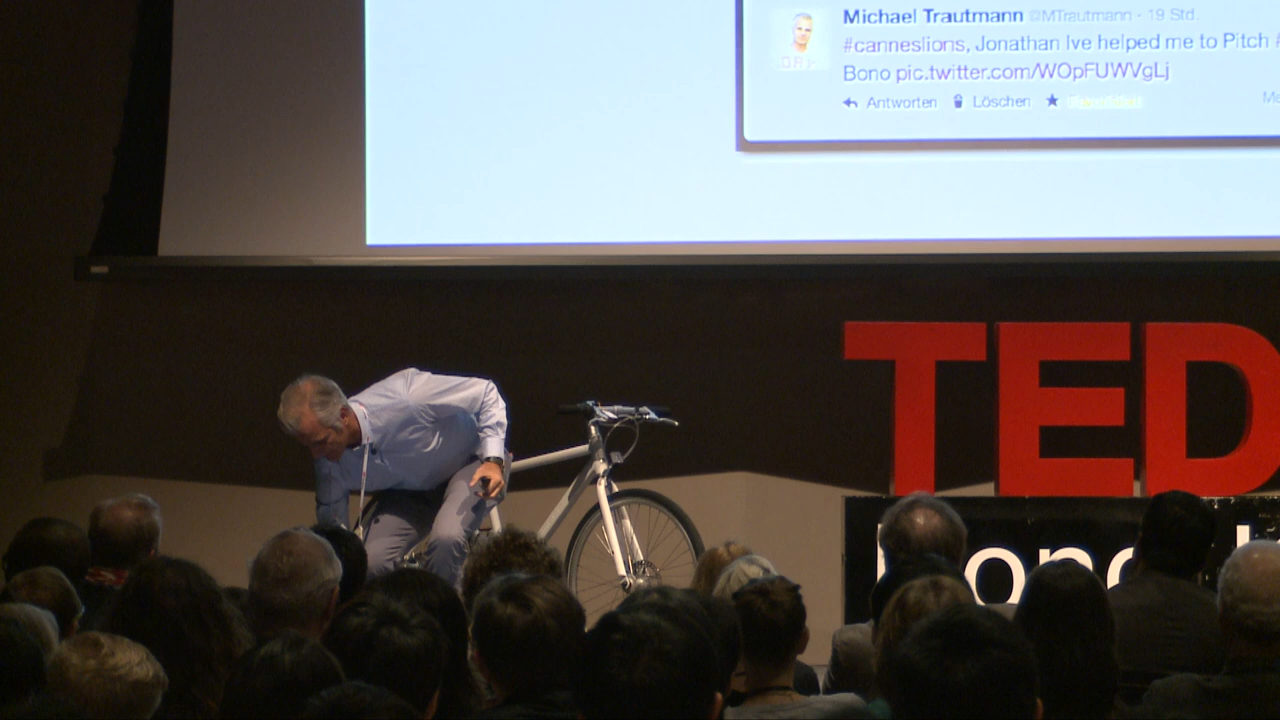 Michael Trautmann @MTrautmann · 19 Std.
#canneslions, Jonathan Ive helped me to Pitch #
Bono pic.twitter.com/WOpFUWVgLj
Antworten Löschen
TED